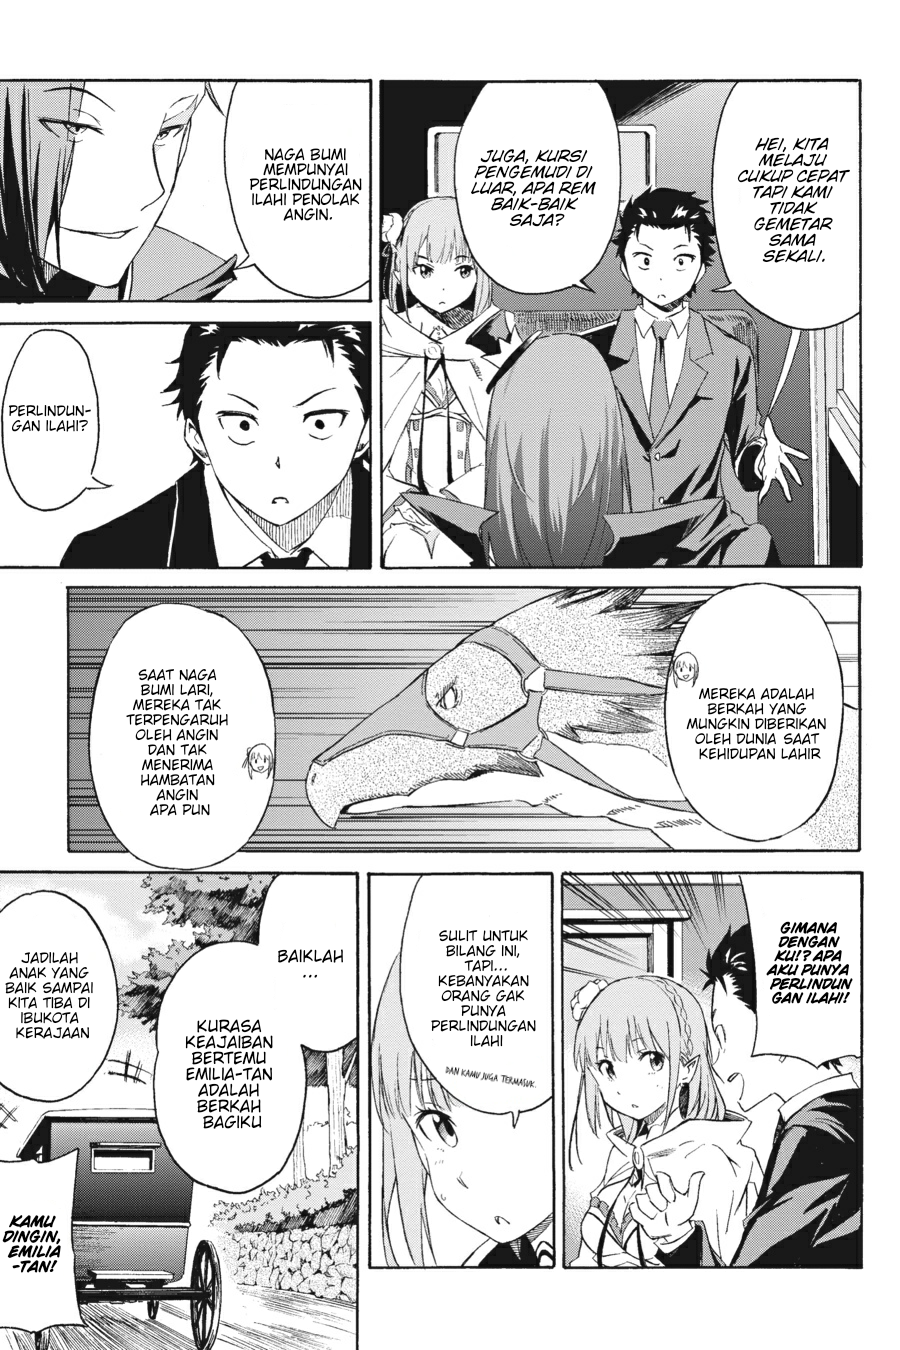 HEI, KITA
MELAJU
CUKUP CEPAT
TAPI KAMI
TIDAK
GEMETAR
SAMA
SEKALI.
JUGA, KURSI
PENGEMUDI DI
LUAR, APA REM
BAIK-BAIK
SAJA?
NAGA BUMI
MEMPUNYAI
PERLINDUNGAN
ILAHI PENOLAK
ANGIN.
PERLINDUN-
GAN ILAHI?
MEREKA ADALAH
BERKAH YANG
MUNGKIN DIBERIKAN
OLEH DUNIA SAAT
KEHIDUPAN LAHIR
SAAT NAGA
BUMI LARI,
MEREKA TAK
TERPENGARUH
OLEH ANGIN
DAN TAK
MENERIMA
HAMBATAN
ANGIN
APA PUN
GIMANA
DENGAN
KU!? APA
AKU PUNYA
PERLINDUN
GAN ILAHI!
SULIT UNTUK
BILANG INI,
TAPI...
KEBANYAKAN
ORANG GAK
PUNYA
PERLINDUNGAN
ILAHI
DAN KAMU JUGA TERMASUK.
BAIKLAH
...
KURASA
KEAJAIBAN
BERTEMU
EMILIA-TAN
ADALAH
BERKAH
BAGIKU
JADILAH
ANAK YANG
BAIK SAMPAI
KITA TIBA DI
IBUKOTA
KERAJAAN
KAMU
DINGIN,
EMILIA
-TAN!